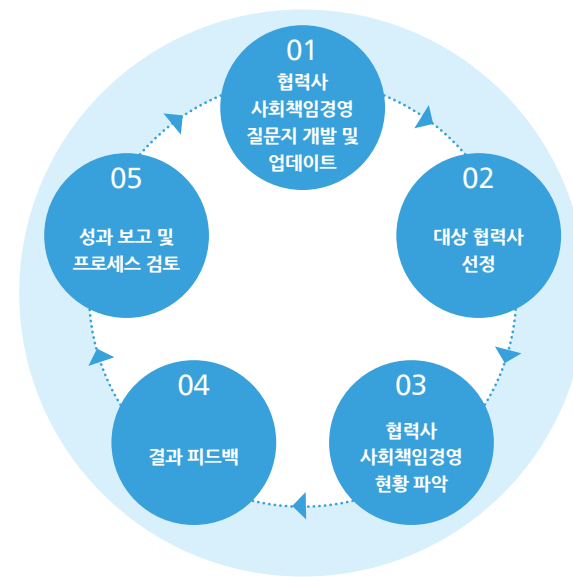 01
협력사
사회책임경영
질문지 개발 및
업데이트
02
대상 협력사
선정
03
협력사
사회책임경영
현황 파악
04
결과 피드백
05
성과 보고 및
프로세스 검토